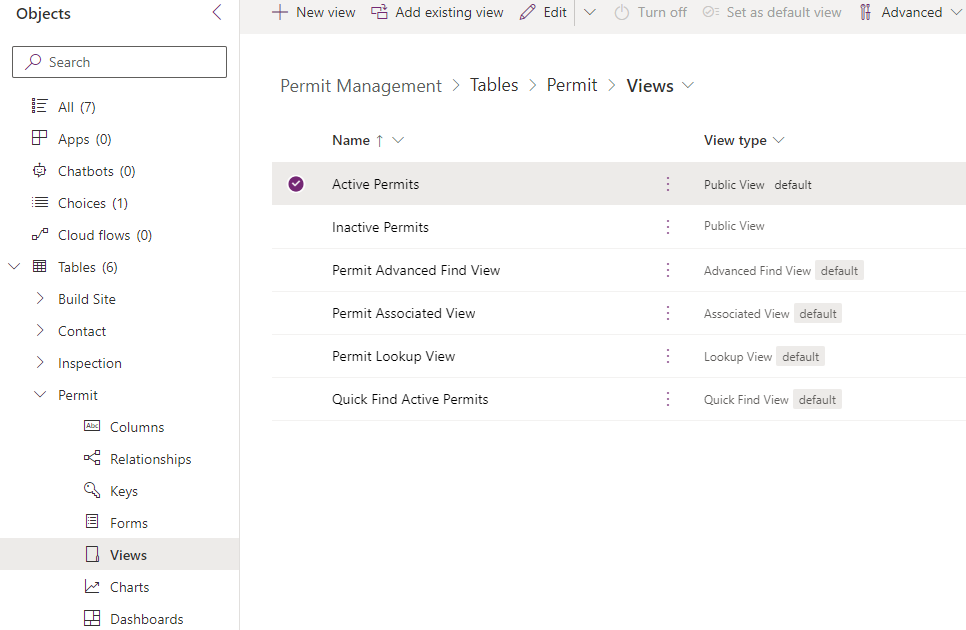 Objects
Search
All (7)
Apps (0)
Chatbots (0)
Choices (1)
Cloud flows (0)
Tables (6)
Build Site
Contact
Inspection
Permit
Abc Columns
Relationships
Keys
Forms
Views
Charts
Dashboards
New view Add existing view Edit Turn off Set as default view Advanced
Permit Management > Tables > Permit > Views
Name ↑ View type
Active Permits Public View default
Inactive Permits Public View
Permit Advanced Find View Advanced Find View default
Permit Associated View Associated View default
Permit Lookup View Lookup View default
Quick Find Active Permits Quick Find View default